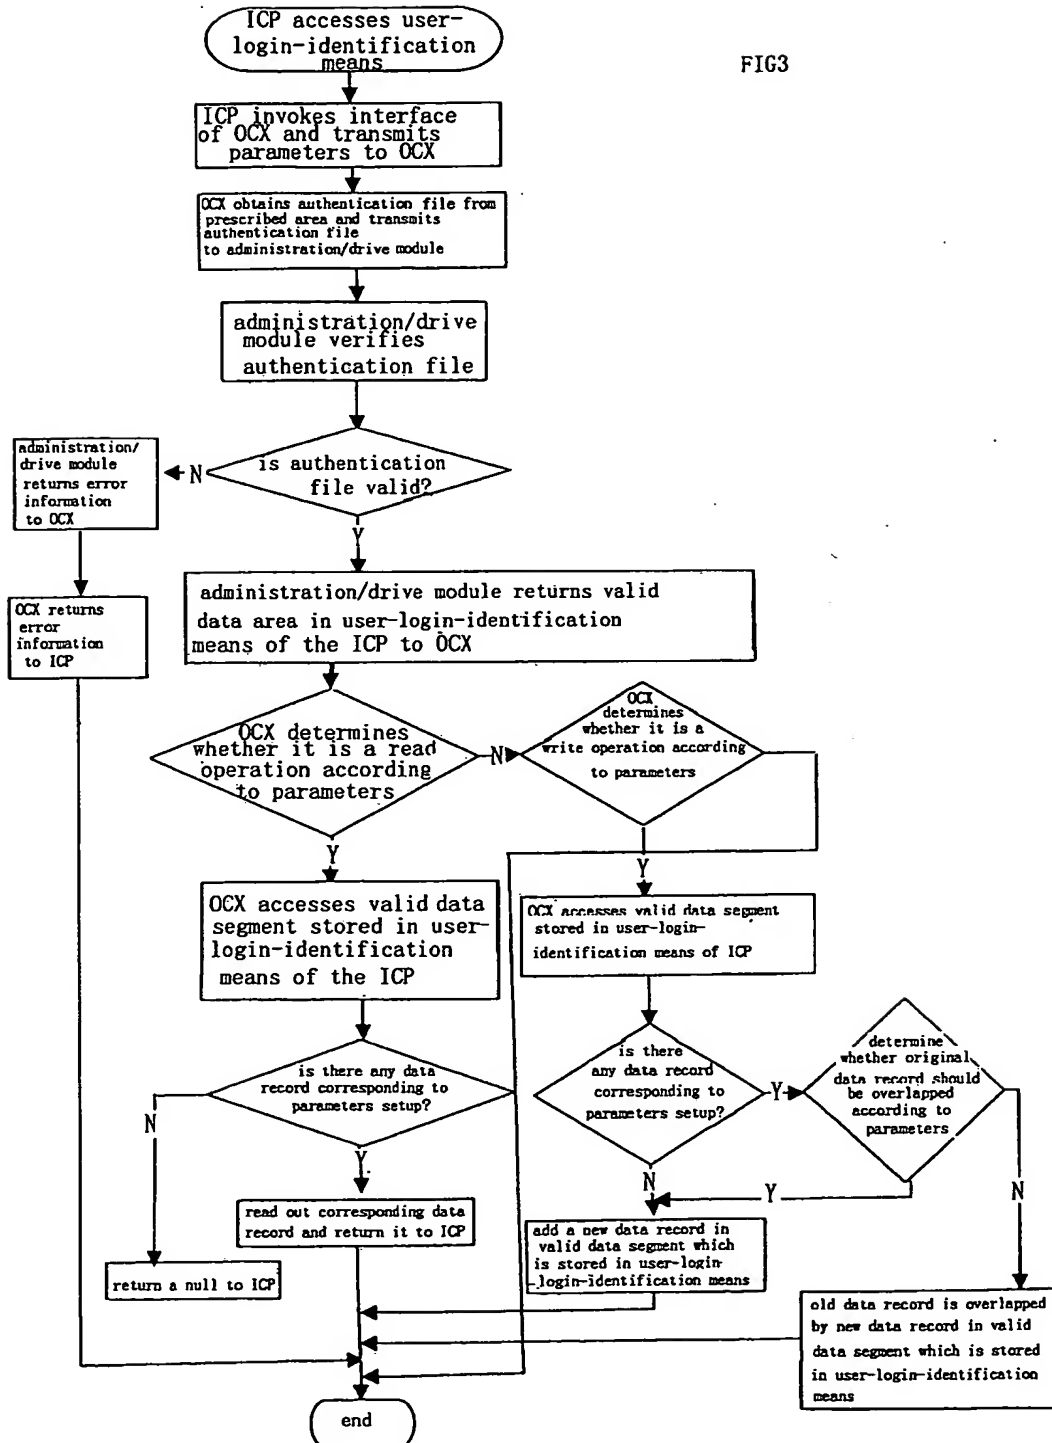 ICP accesses user-
login-identification
means
FIG3
ICP invokes interface
of OCX and transmits
parameters to OCX
OCX obtains authentication file from
prescribed area and transmits
authentication file
to administration/drive module
administration/drive
module verifies
authentication file
administration/
drive module
returns error
information
to OCX
N
is authentication
file valid?
Y
administration/drive module returns valid
data area in user-login-identification
means of the ICP to OCX
OCX returns
error
information
to ICP
OCX determines
whether it is a read
operation according
to parameters
N
OCX
determines
whether it is a
write operation according
to parameters
Y
Y
OCX accesses valid data
segment stored in user-
login-identification
means of the ICP
OCX accesses valid data segment
stored in user-login-
identification means of ICP
is there any data
record corresponding to
parameters setup?
is there
any data record
corresponding to
parameters setup?
Y
determine
whether original
data record should
be overlapped
according to
parameters
N
Y
N
Y
N
read out corresponding data
record and return it to ICP
add a new data record in
valid data segment which
is stored in user-login-
login-identification means
return a null to ICP
old data record is overlapped
by new data record in valid
data segment which is stored
in user-login-identification
means
end